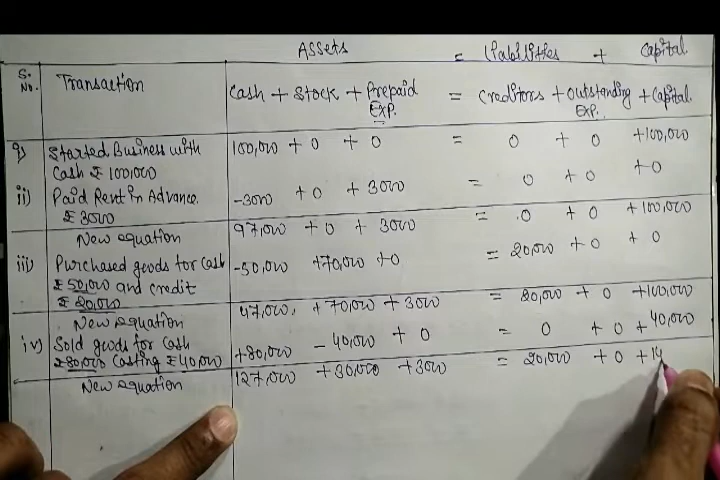 Assets = Liabilities + Capital
S. No. Transaction Cash + Stock + Prepaid Exp. = Creditors + Outstanding Exp. + Capital
i) Started Business with 100,000 + 0 + 0 = 0 + 0 +100,000
Cash ₹ 100,000
ii) Paid Rent in Advance. -3000 + 0 + 3000 = 0 + 0 +0
₹ 3000
New equation 97,000 + 0 + 3000 = 0 + 0 +100,000
iii) Purchased goods for Cash -50,000 +70,000 +0 = 20,000 + 0 + 0
₹ 50,000 and credit
₹ 20,000
New Equation 47,000, +70,000 +3000 = 20,000 + 0 +100,000
iv) Sold goods for cash +80,000 - 40,000 + 0 = 0 + 0 +40,000
₹80,000 Casting ₹ 40,000
New Equation 127,000 +30,000 +3000 = 20,000 + 0 +14